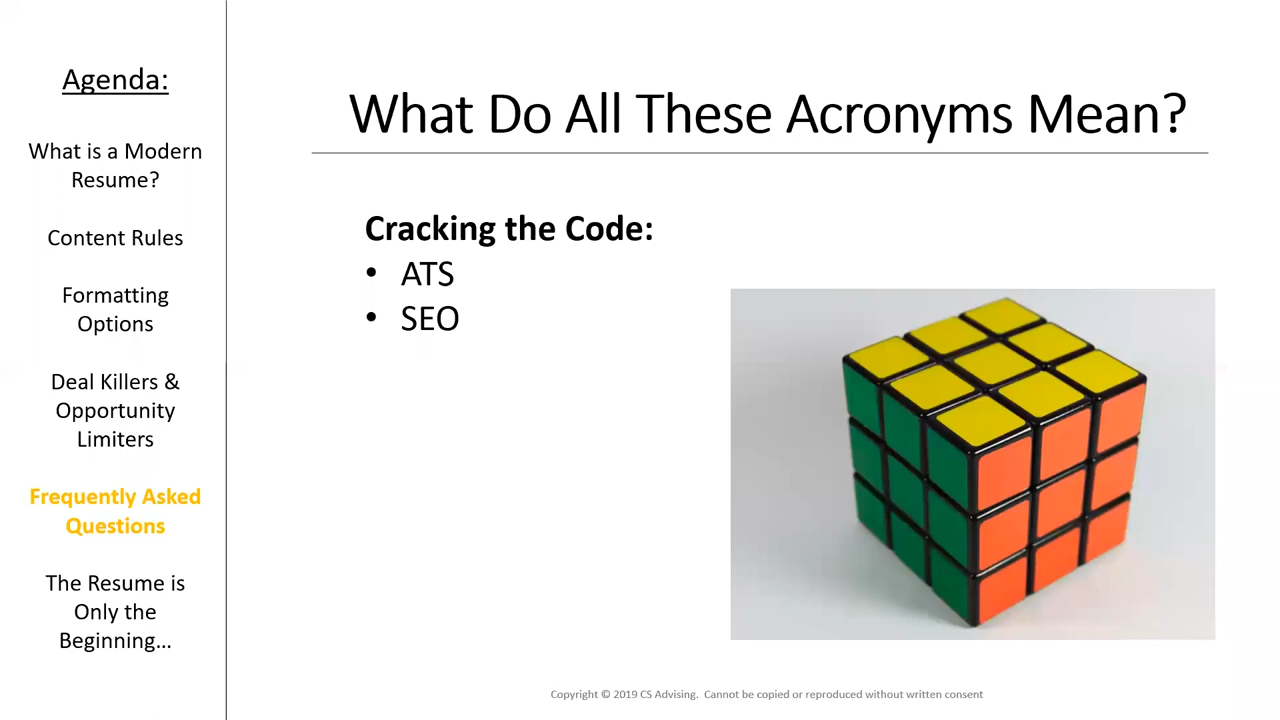 Agenda:
What is a Modern
Resume?
Content Rules
Formatting
Options
Deal Killers &
Opportunity
Limiters
Frequently Asked
Questions
The Resume is
Only the
Beginning...
What Do All These Acronyms Mean?
Cracking the Code:
• ATS
• SEO
Copyright © 2019 CS Advising. Cannot be copied or reproduced without written consent